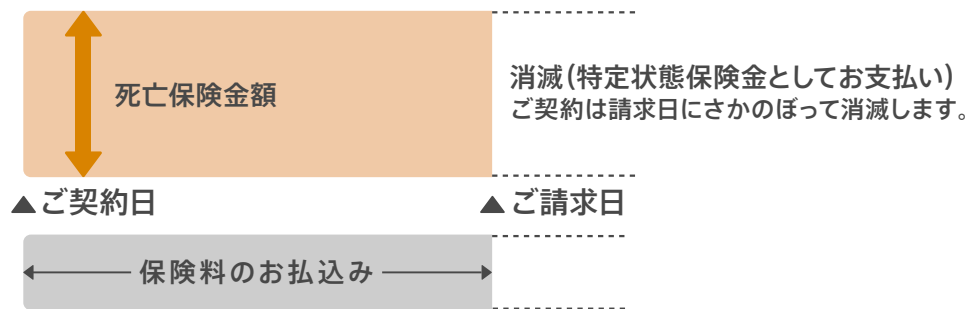 死亡保険金額
消滅(特定状態保険金としてお支払い)
ご契約は請求日にさかのぼって消滅します。
▲ご契約日
▲ご請求日
保険料のお払込み